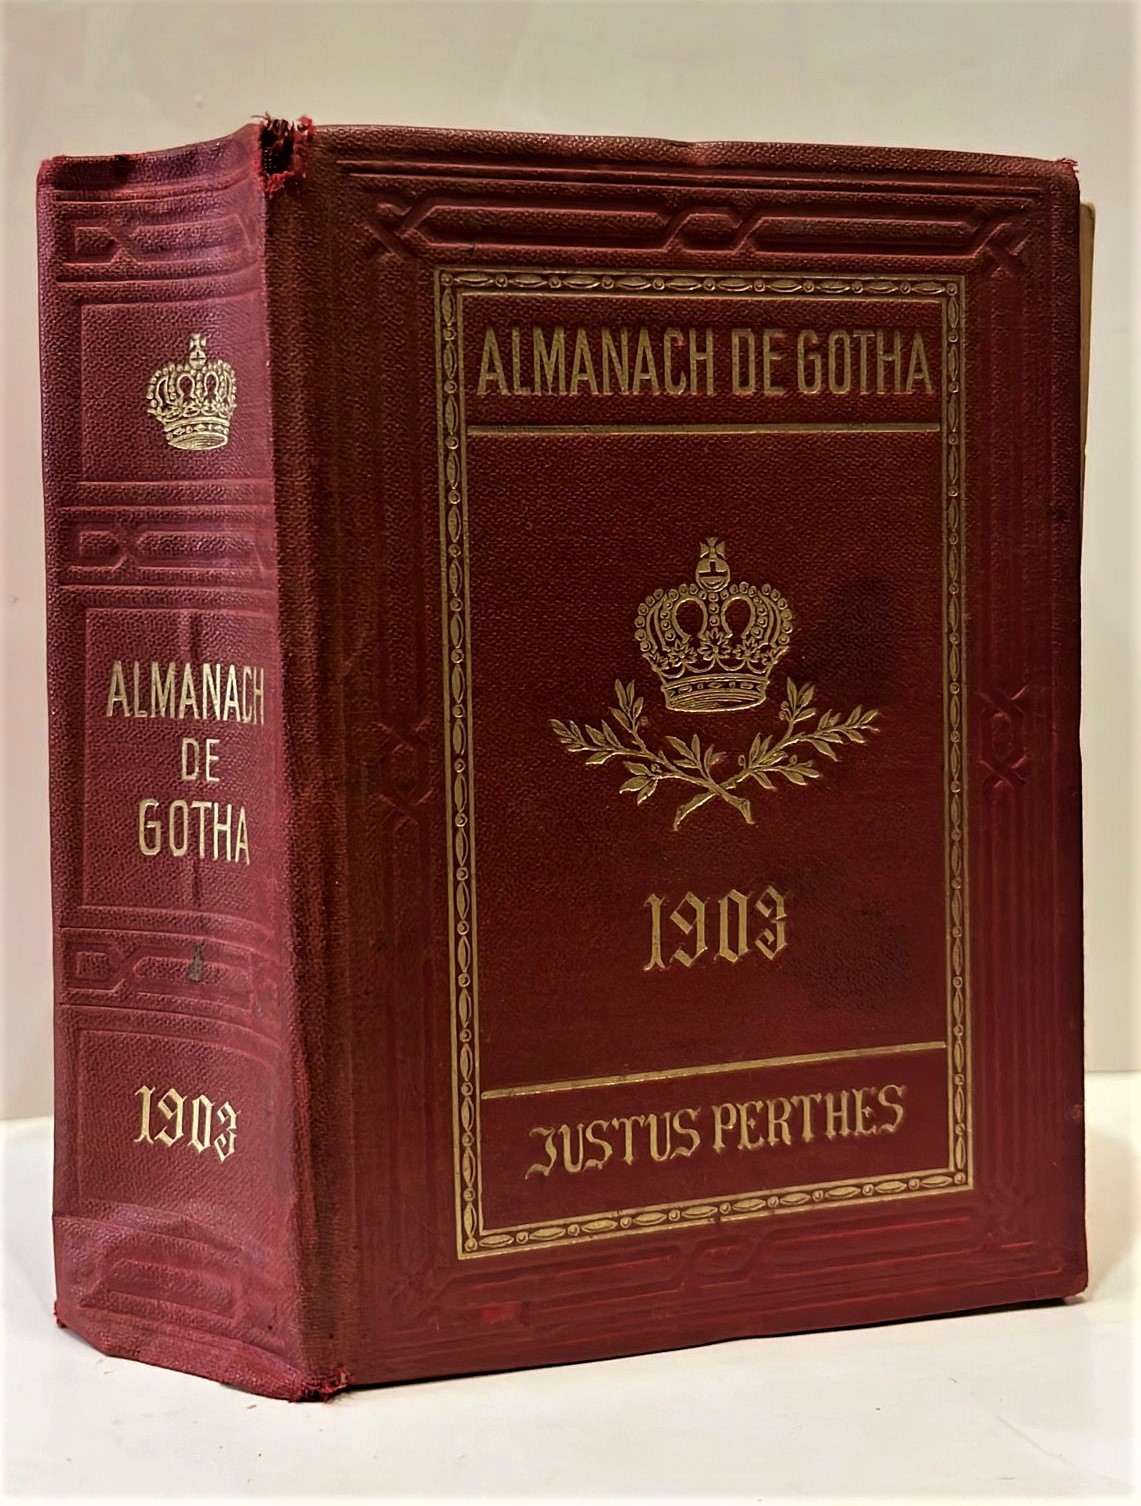 ALMANACH
DE
GOTHA
1903
ALMANACH DE GOTHA
1903
JUSTUS PERTHES